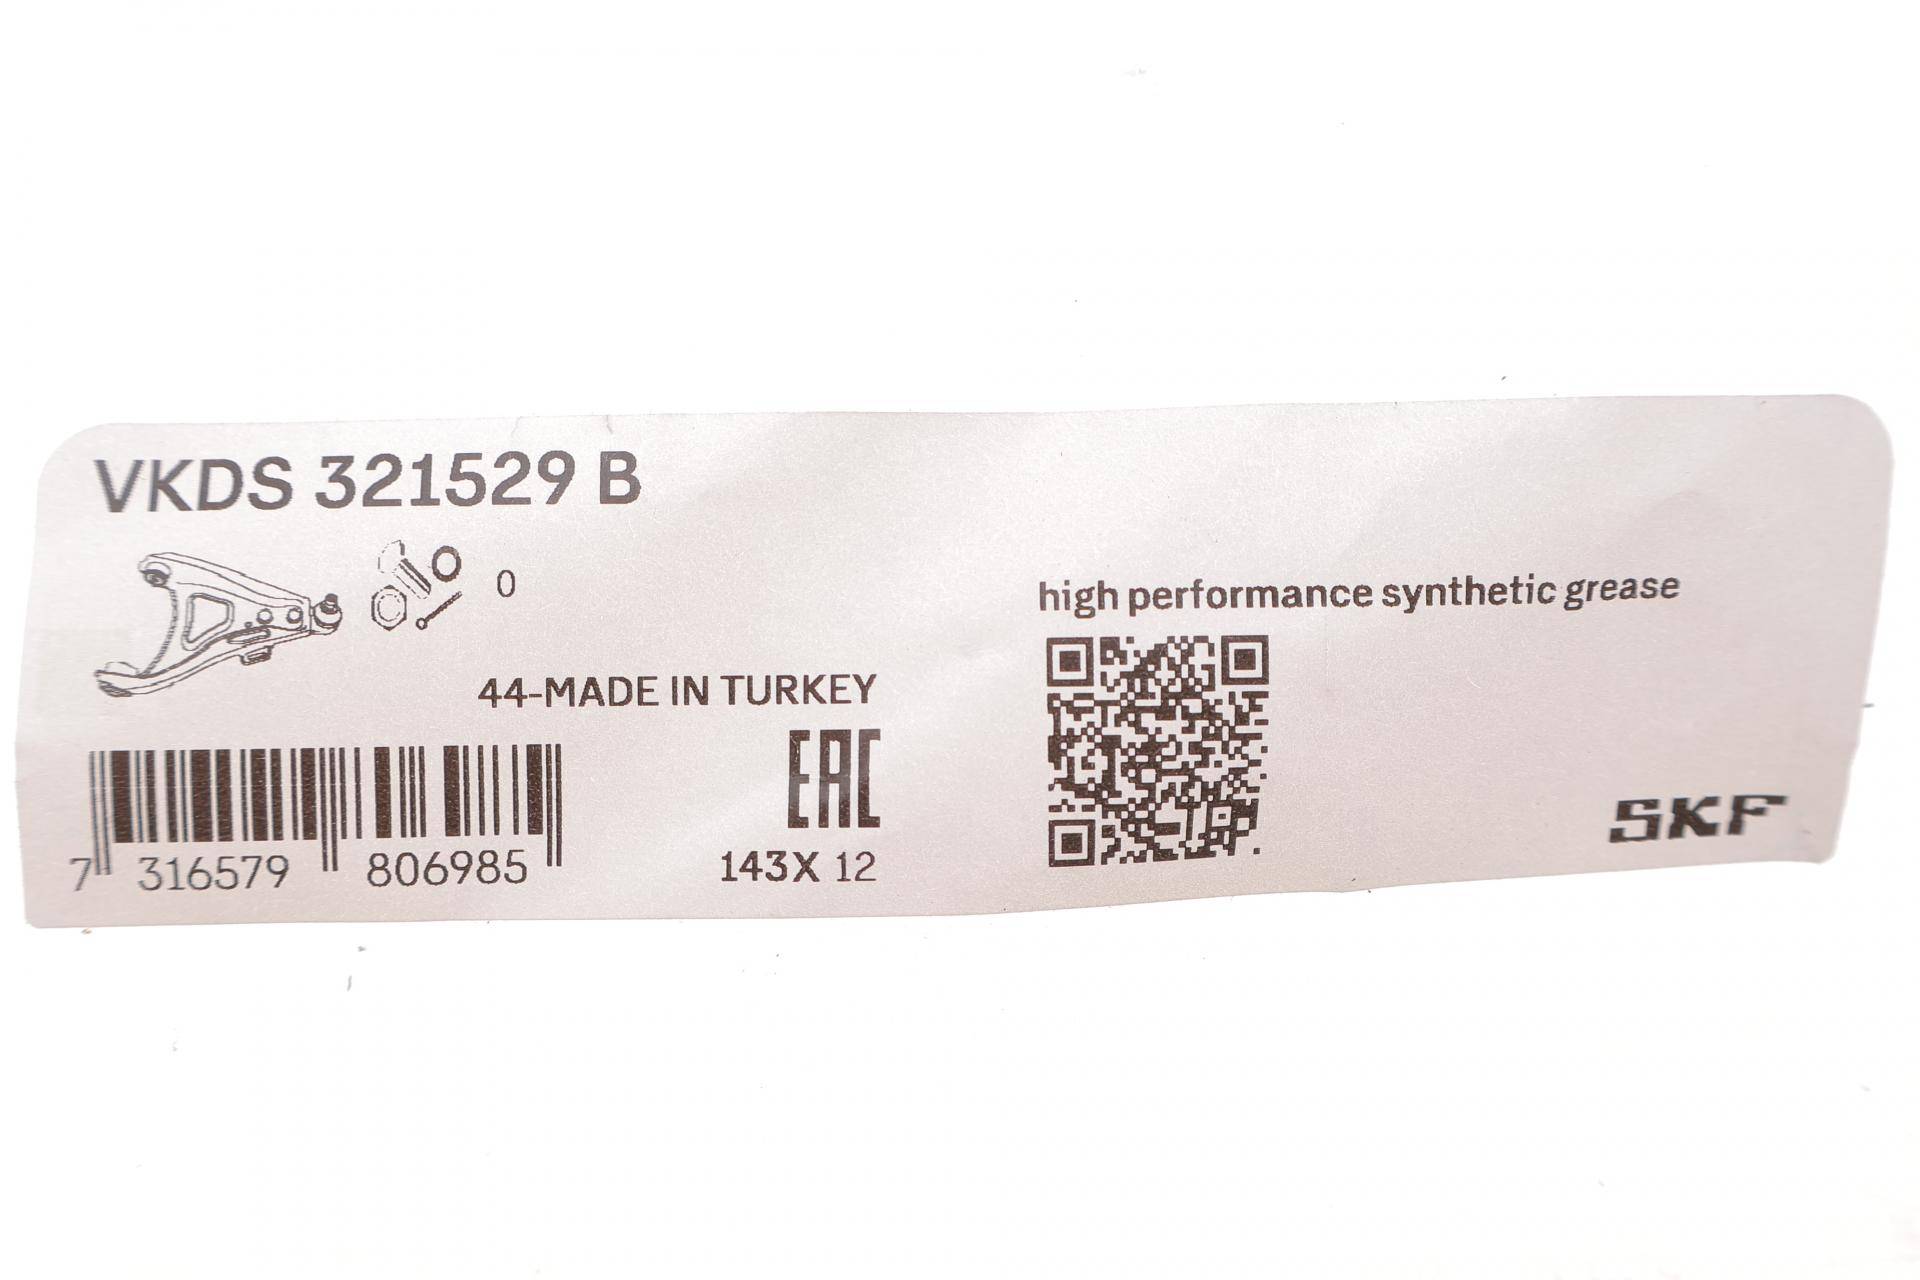 VKDS 321529 B
0
high performance synthetic grease
44-MADE IN TURKEY
EAC
SKF
7 316579 806985
143X 12